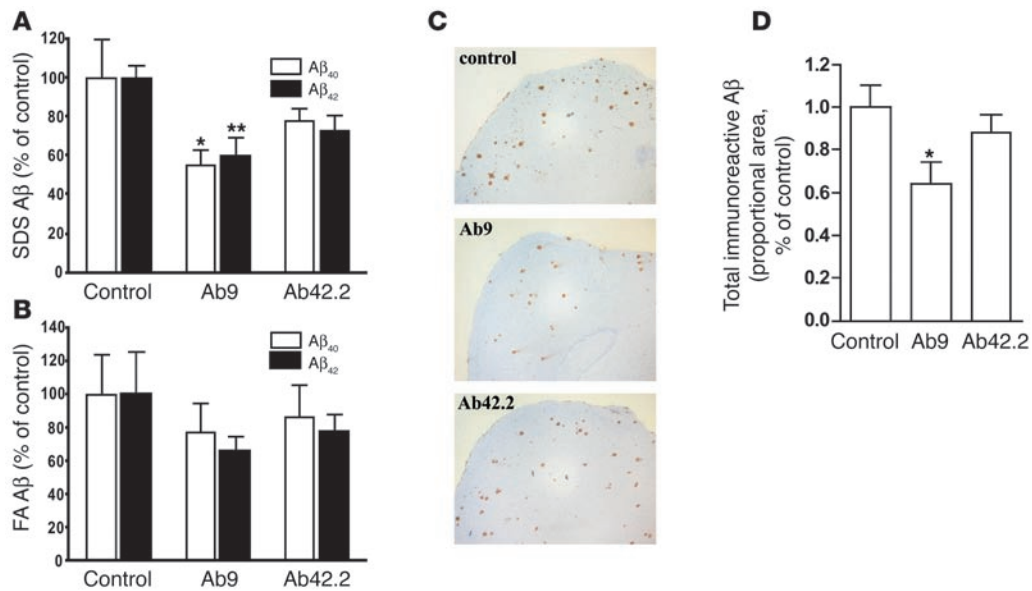 A
SDS Aβ (% of control)
120
100
80
60
40
20
0
Aβ₄₀
Aβ₄₂
*
**
Control Ab9 Ab42.2
B
FA Aβ (% of control)
140
120
100
80
60
40
20
0
Aβ₄₀
Aβ₄₂
Control Ab9 Ab42.2
C
control
Ab9
Ab42.2
D
Total immunoreactive Aβ
(proportional area,
% of control)
1.2
1.0
0.8
0.6
0.4
0.2
0.0
*
Control Ab9 Ab42.2